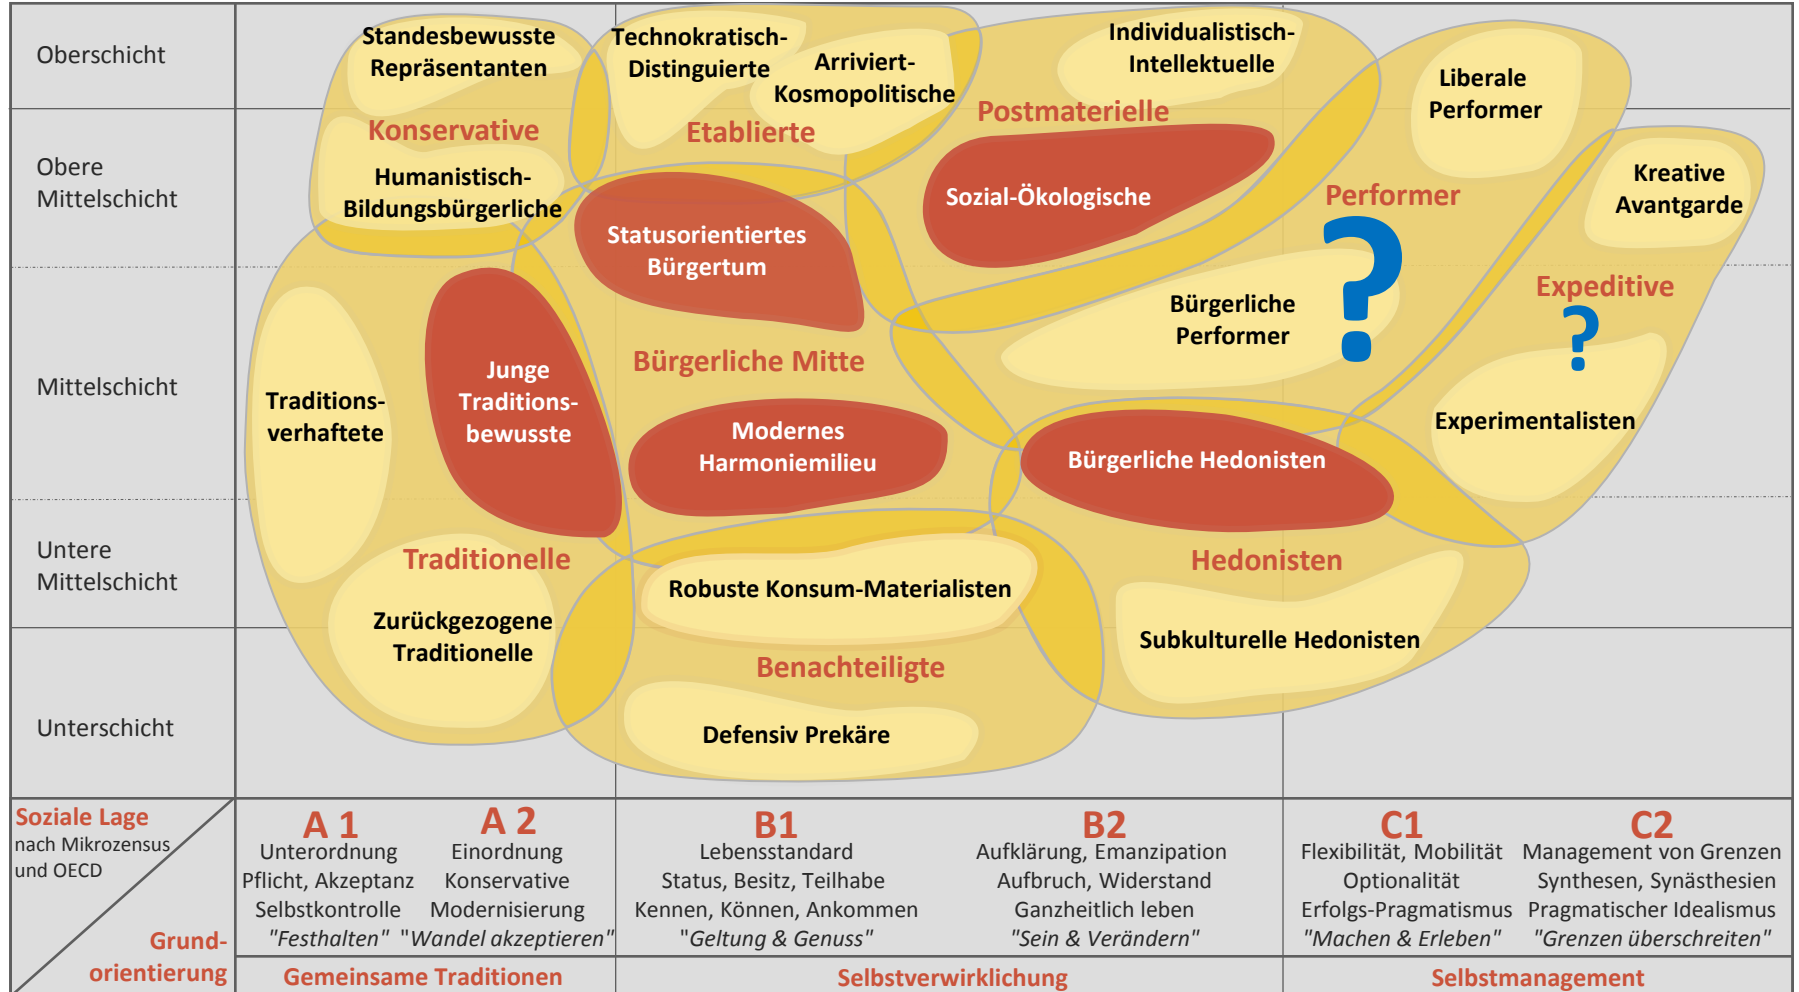 Oberschicht
Obere
Mittelschicht
Mittelschicht
Untere
Mittelschicht
Unterschicht
Standesbewusste
Repräsentanten
Konservative
Humanistisch-
Bildungsbürgerliche
Technokratisch-
Distinguierte
Arriviert-
Kosmopolitische
Etablierte
Individualistisch-
Intellektuelle
Postmaterielle
Sozial-Ökologische
Liberale
Performer
Performer
?
Bürgerliche
Performer
Kreative
Avantgarde
Expeditive
?
Experimentalisten
Statusorientiertes
Bürgertum
Bürgerliche Mitte
Modernes
Harmoniemilieu
Junge
Traditions-
bewusste
Traditions-
verhaftete
Traditionelle
Zurückgezogene
Traditionelle
Bürgerliche Hedonisten
Hedonisten
Subkulturelle Hedonisten
Robuste Konsum-Materialisten
Benachteiligte
Defensiv Prekäre
Soziale Lage
nach Mikrozensus
und OECD
Grund-
orientierung
A 1
Unterordnung
Pflicht, Akzeptanz
Selbstkontrolle
"Festhalten"
A 2
Einordnung
Konservative
Modernisierung
"Wandel akzeptieren"
B1
Lebensstandard
Status, Besitz, Teilhabe
Kennen, Können, Ankommen
"Geltung & Genuss"
B2
Aufklärung, Emanzipation
Aufbruch, Widerstand
Ganzheitlich leben
"Sein & Verändern"
C1
Flexibilität, Mobilität
Optionalität
Erfolgs-Pragmatismus
"Machen & Erleben"
C2
Management von Grenzen
Synthesen, Synästhesien
Pragmatischer Idealismus
"Grenzen überschreiten"
Gemeinsame Traditionen
Selbstverwirklichung
Selbstmanagement